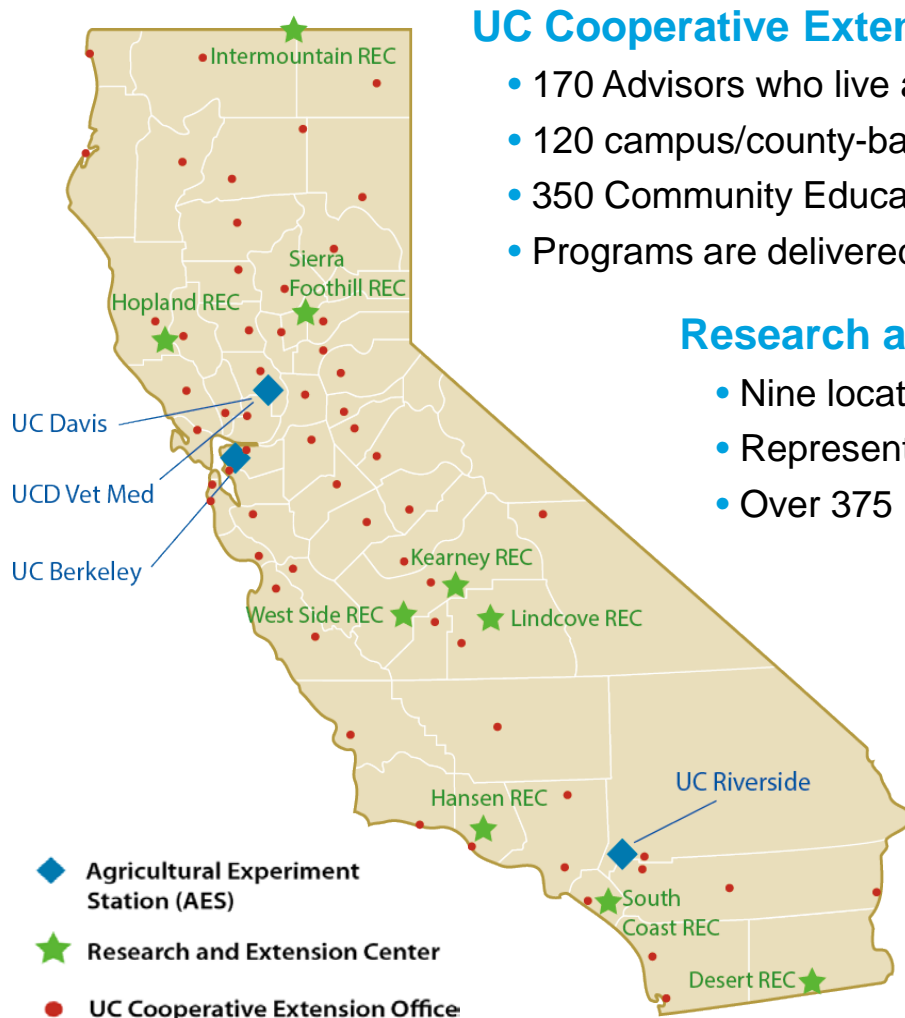 UC Cooperative Exten
• 170 Advisors who live a
• 120 campus/county-ba
• 350 Community Educa
• Programs are delivered
Research a
• Nine locat
• Represent
• Over 375
Intermountain REC
Sierra
Foothill REC
Hopland REC
UC Davis
UCD Vet Med
UC Berkeley
Kearney REC
West Side REC
Lindcove REC
UC Riverside
Hansen REC
South
Coast REC
Desert REC
Agricultural Experiment
Station (AES)
Research and Extension Center
UC Cooperative Extension Office